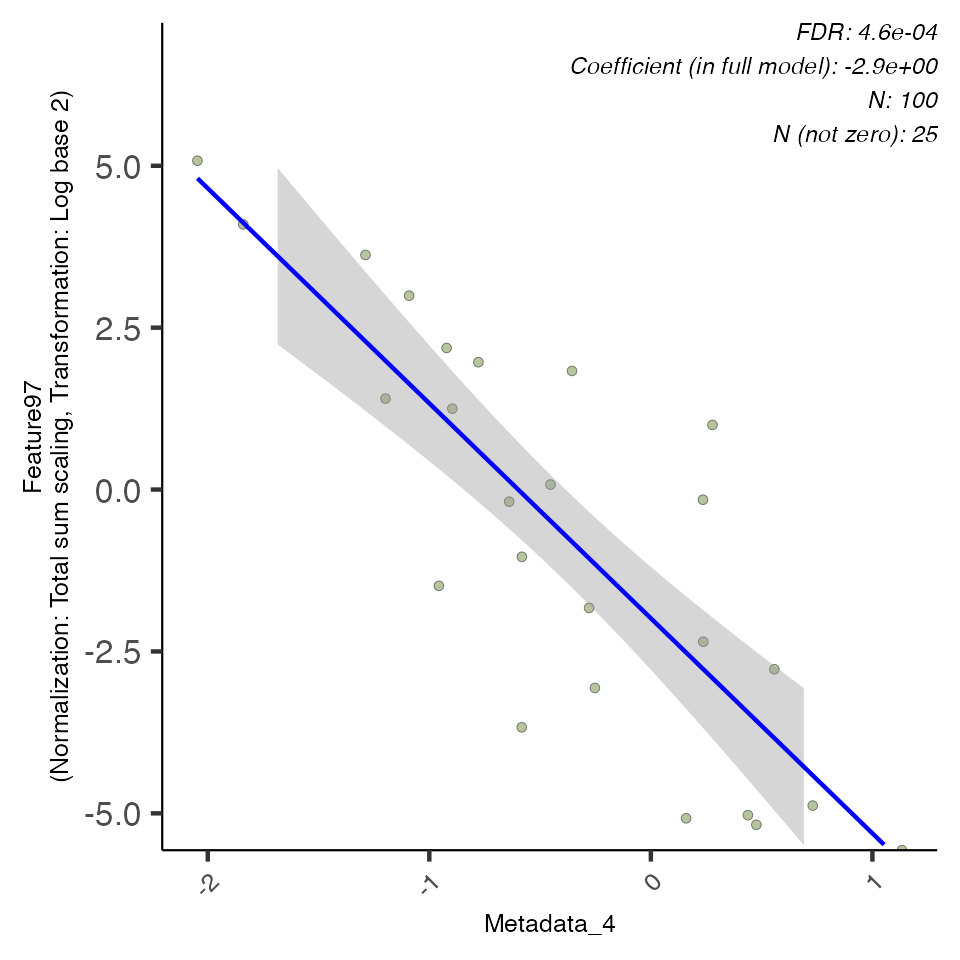 FDR: 4.6e-04
Coefficient (in full model): -2.9e+00
N: 100
N (not zero): 25
Feature97
(Normalization: Total sum scaling, Transformation: Log base 2)
5.0
2.5
0.0
-2.5
-5.0
-2
-1
0
1
Metadata_4